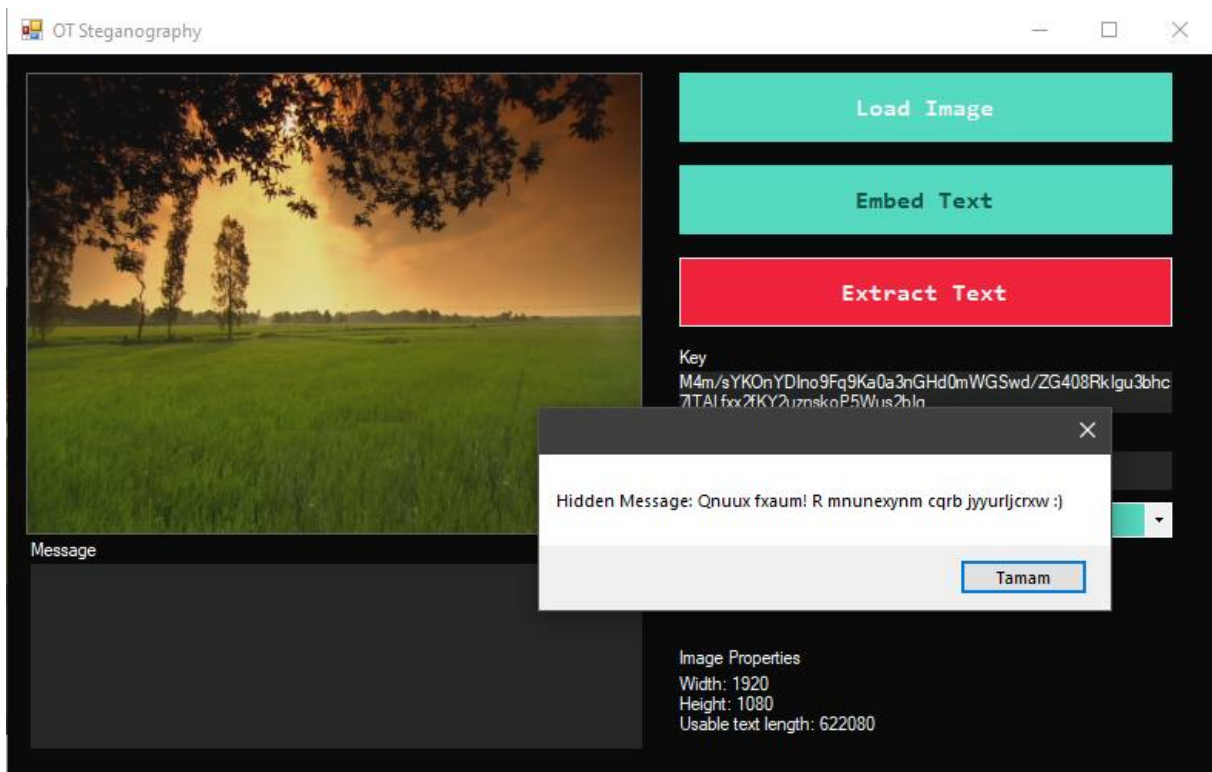 OT Steganography
Load Image
Embed Text
Extract Text
Key
M4m/sYKOnYDlno9Fq9Ka0a3nGHd0mWGSwd/ZG408Rklgu3bhc
Hidden Message: Qnuux fxaum! R mnunexynm cqrb jyyurljcrxw :)
Tamam
Message
Image Properties
Width: 1920
Height: 1080
Usable text length: 622080